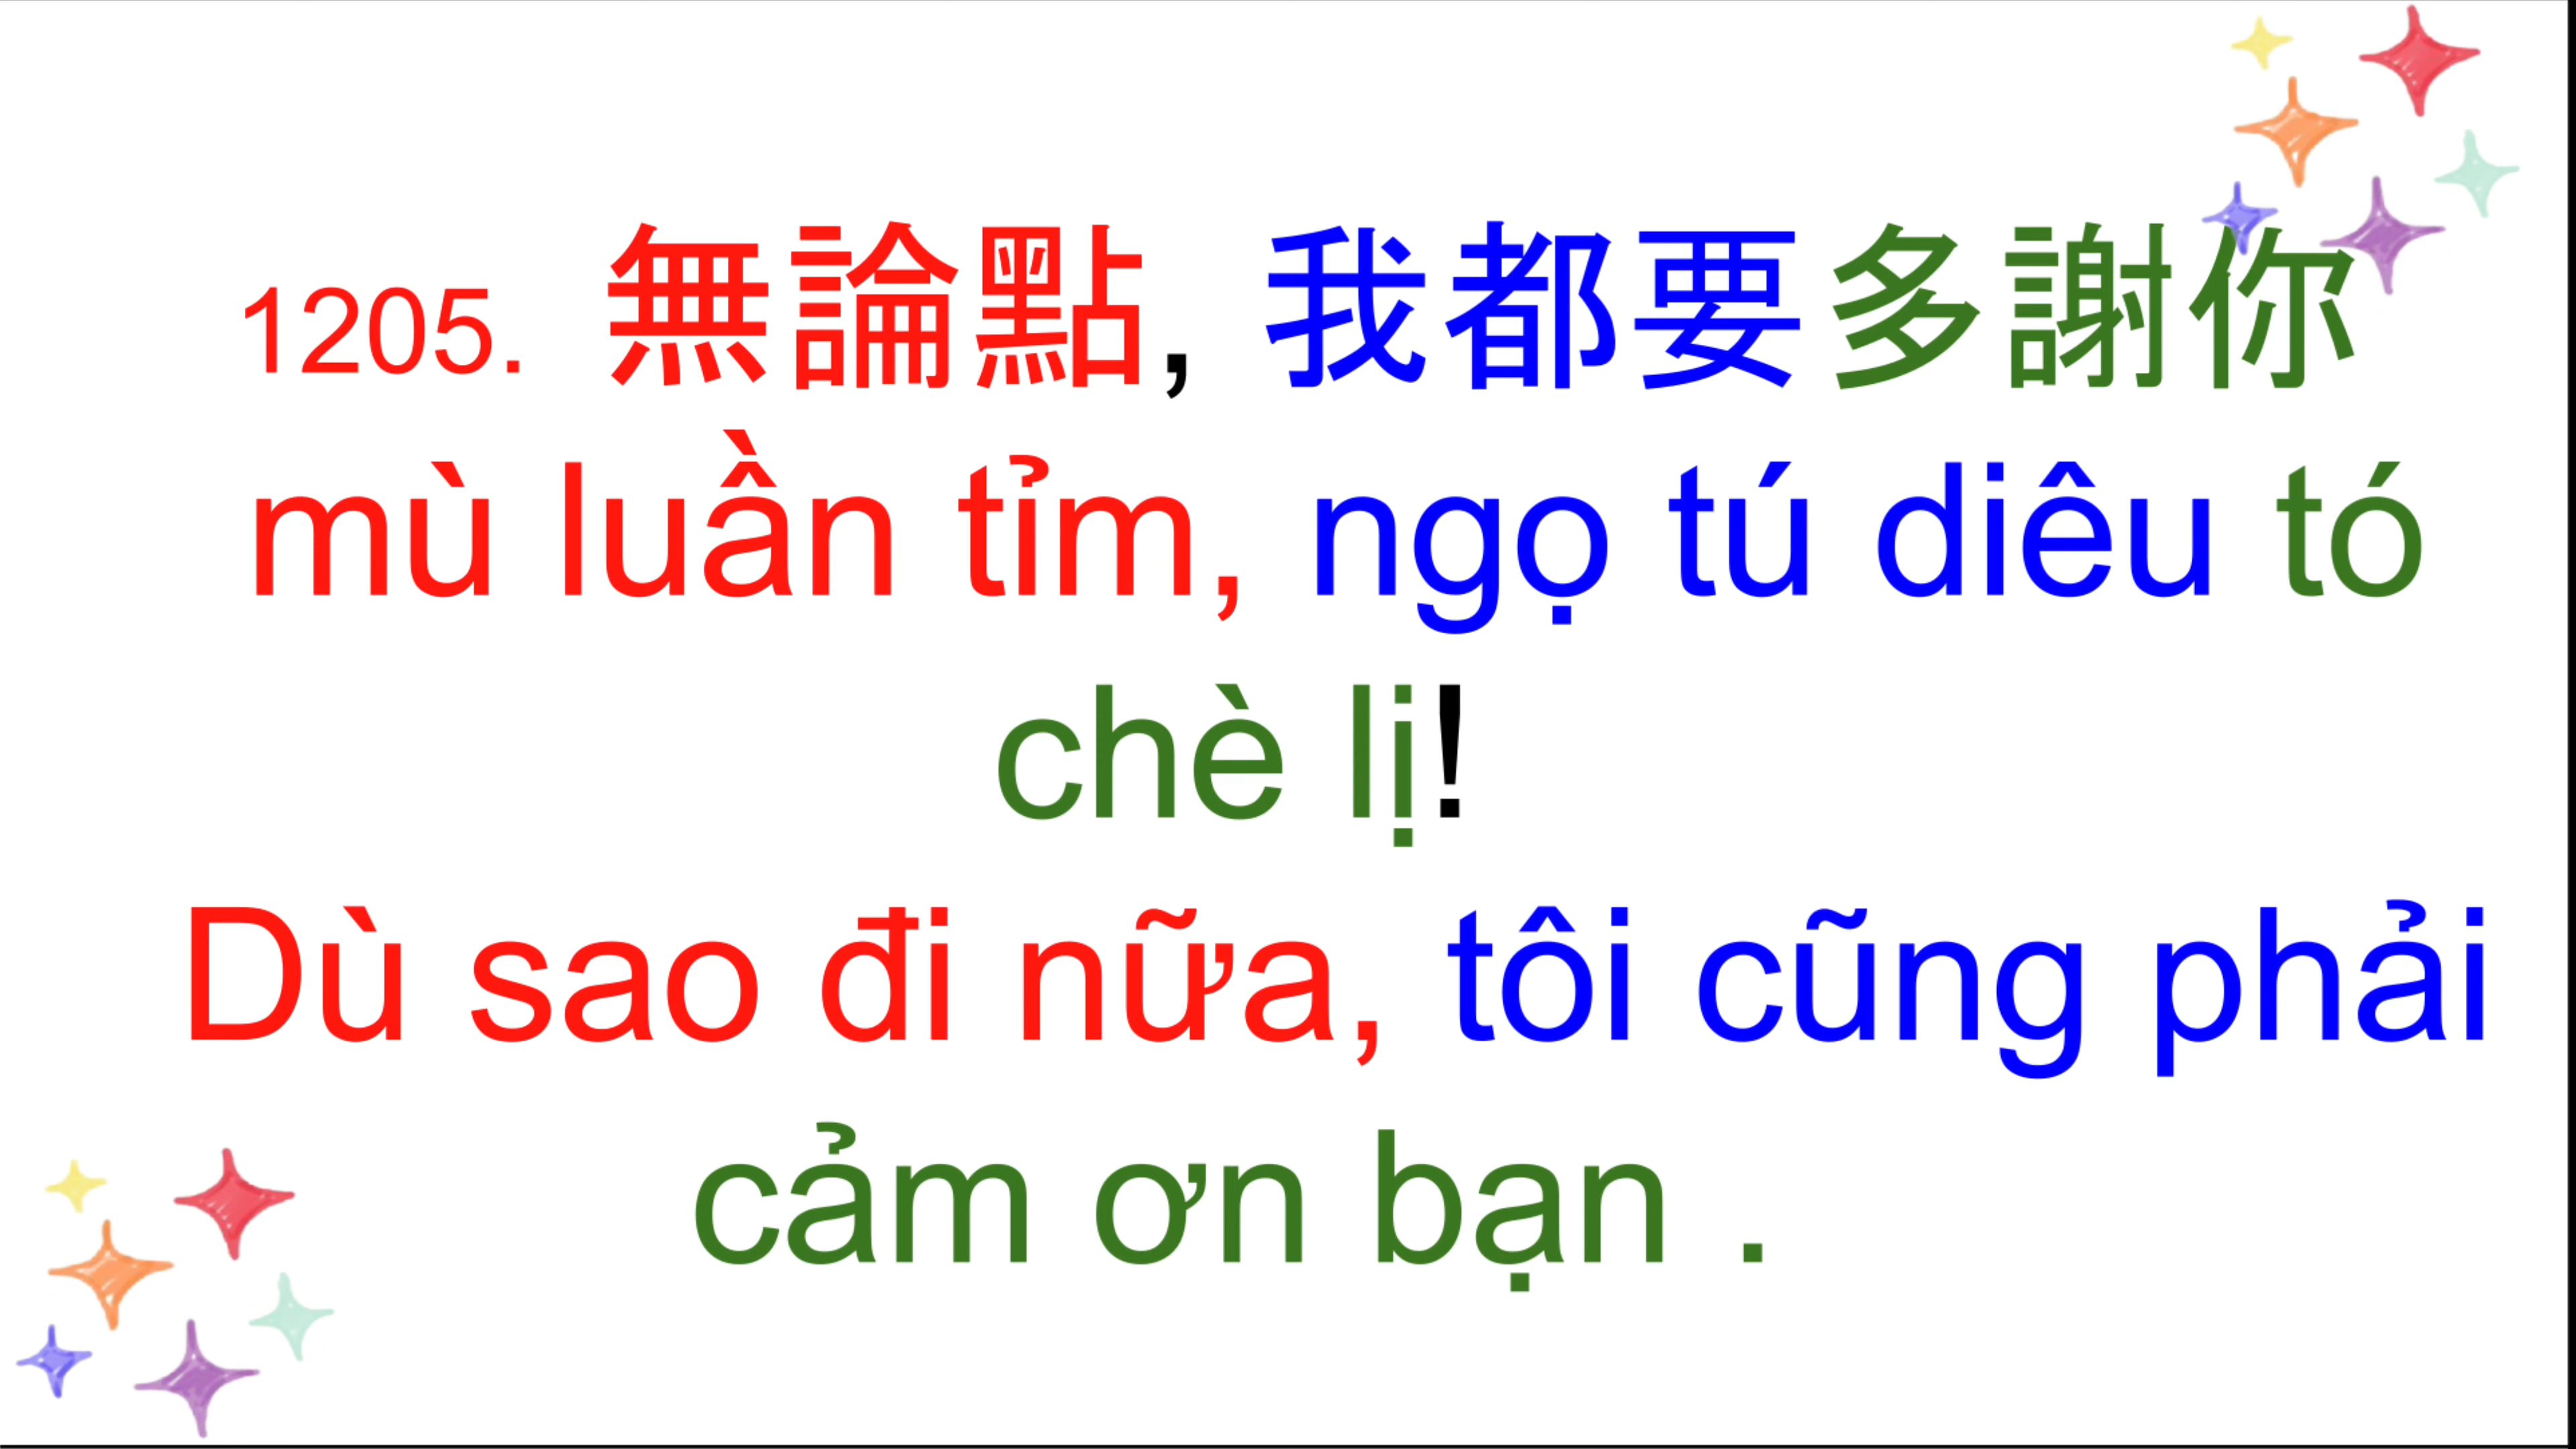 1205. 無論點, 我都要多謝你
mù luần tỉm, ngọ tú diêu tó
chè lị!
Dù sao đi nữa, tôi cũng phải
cảm ơn bạn .